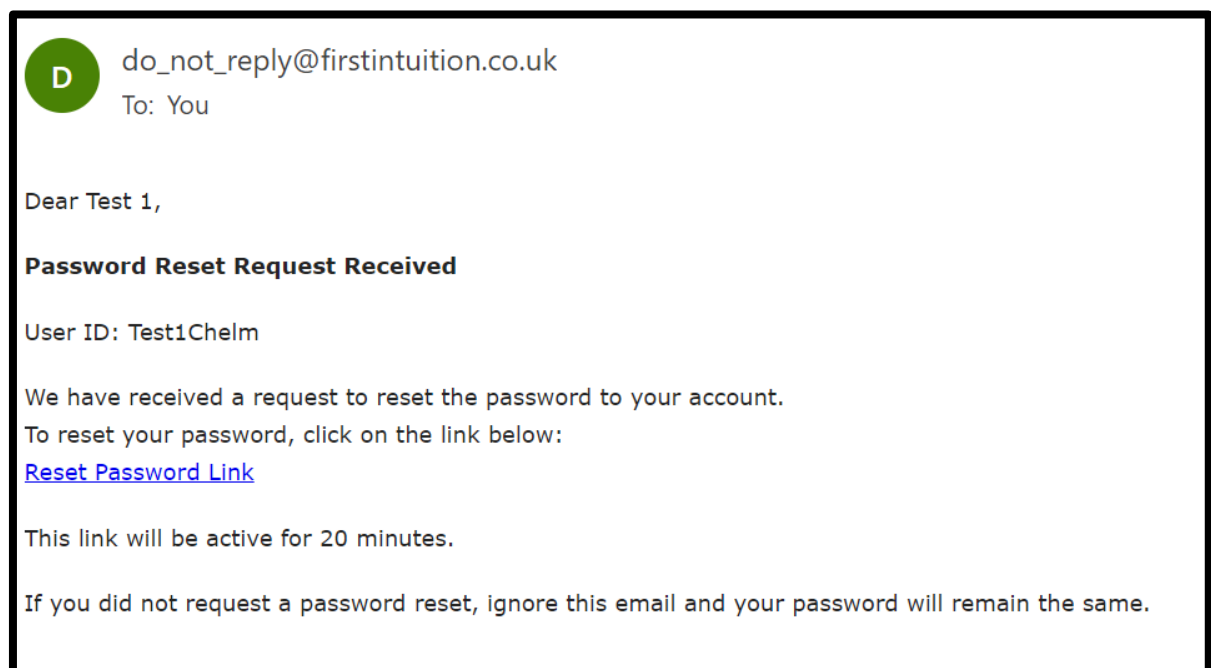 D
do_not_reply@firstintuition.co.uk
To: You
Dear Test 1,
Password Reset Request Received
User ID: Test1Chelm
We have received a request to reset the password to your account.
To reset your password, click on the link below:
Reset Password Link
This link will be active for 20 minutes.
If you did not request a password reset, ignore this email and your password will remain the same.